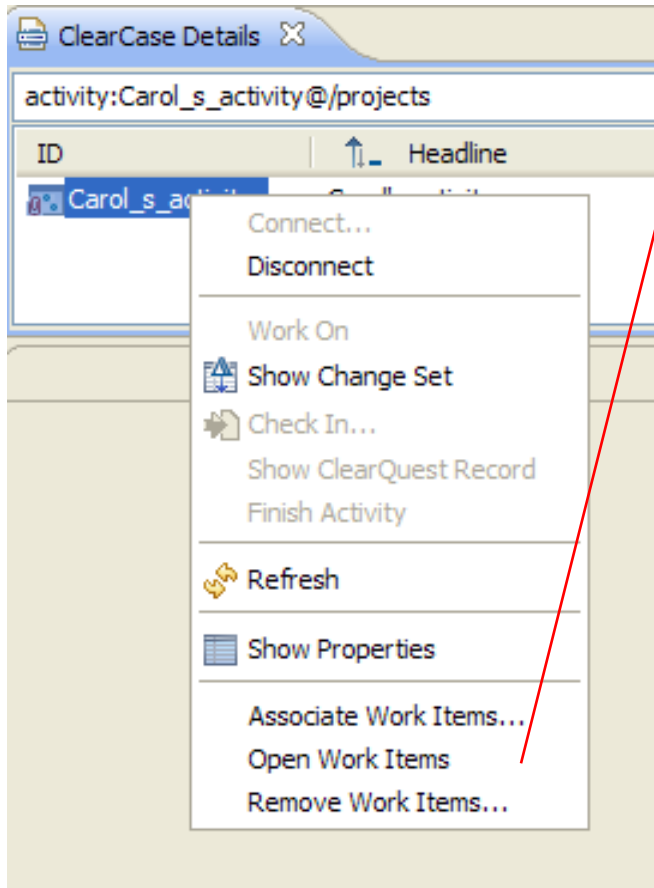 ClearCase Details
activity:Carol_s_activity@/projects
ID Headline
Carol_s_
Connect...
Disconnect
Work On
Show Change Set
Check In...
Show ClearQuest Record
Finish Activity
Refresh
Show Properties
Associate Work Items...
Open Work Items
Remove Work Items...